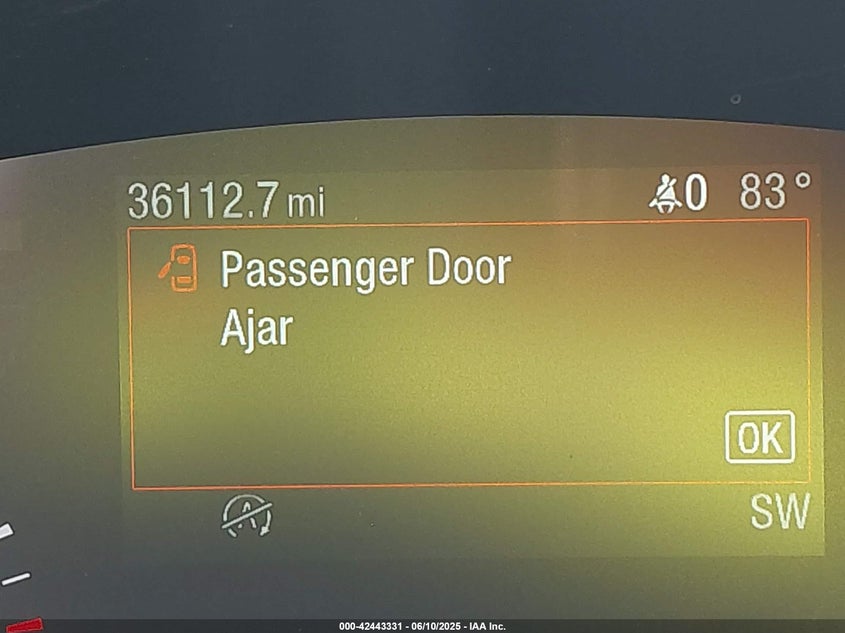 36112.7 mi 0 83°
Passenger Door
Ajar
OK
SW
000-42443331 - 06/10/2025 - IAA Inc.